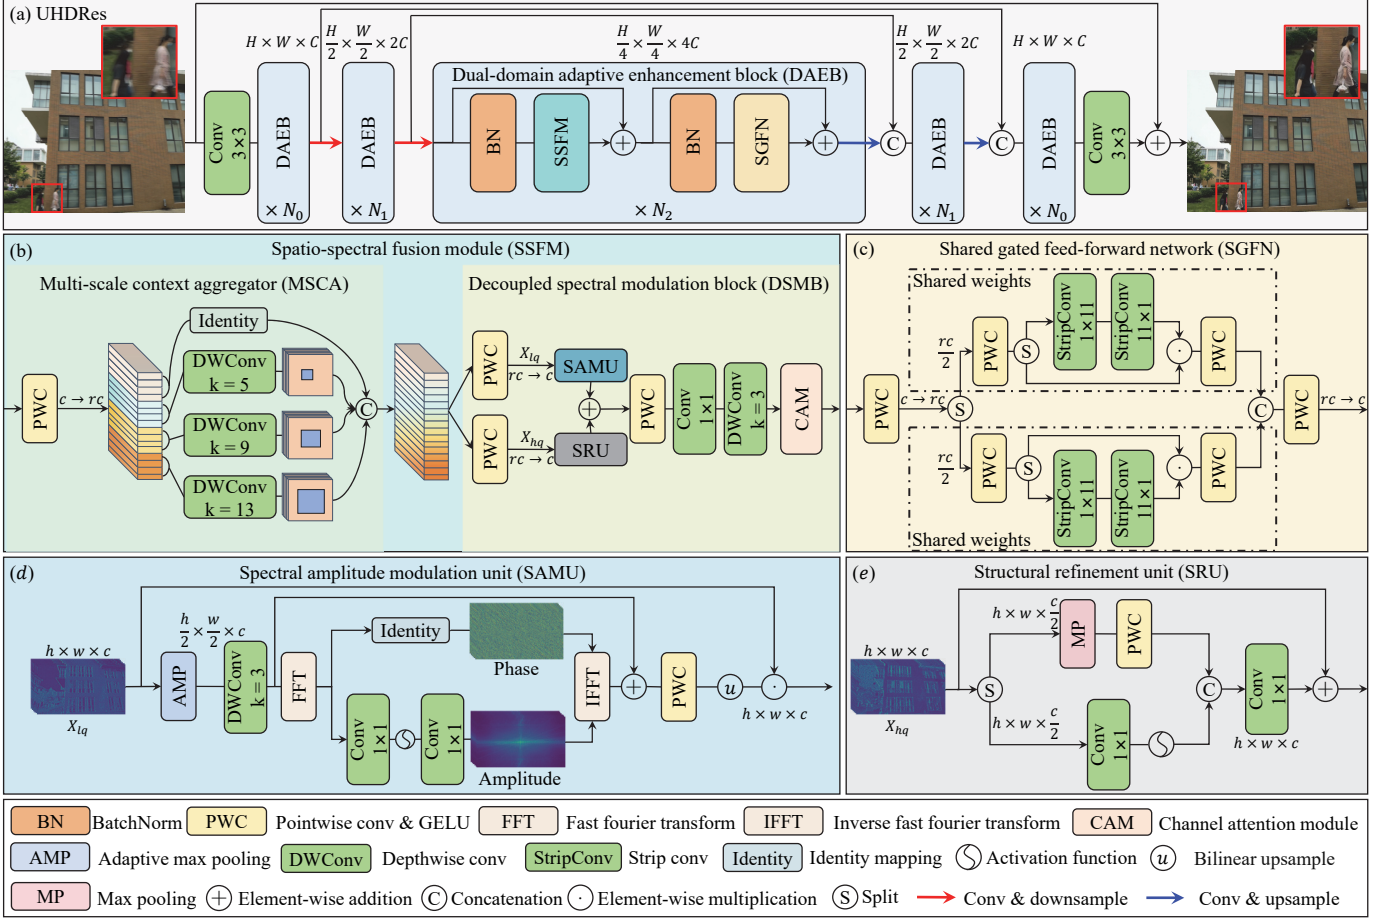 (a) UHDRes
H × W × C
H/2 × W/2 × 2C
H/4 × W/4 × 4C
H/2 × W/2 × 2C
H × W × C
Dual-domain adaptive enhancement block (DAEB)
Conv 3×3
DAEB
× N₀
DAEB
× N₁
BN
SSFM
+
BN
SGFN
+
× N₂
C
DAEB
× N₁
C
DAEB
× N₀
Conv 3×3
+
(b)
Spatio-spectral fusion module (SSFM)
Multi-scale context aggregator (MSCA)
PWC
c → rc
Identity
DWConv
k = 5
DWConv
k = 9
DWConv
k = 13
C
Decoupled spectral modulation block (DSMB)
PWC
X_lq
rc → c
SAMU
+
PWC
X_hq
rc → c
SRU
PWC
Conv 1×1
DWConv k = 3
CAM
(c)
Shared gated feed-forward network (SGFN)
PWC
c → rc
S
Shared weights
rc/2
PWC
S
StripConv 1×11
StripConv 11×1
·
PWC
rc/2
PWC
S
StripConv 1×11
StripConv 11×1
·
PWC
Shared weights
C
PWC
rc → c
(d)
Spectral amplitude modulation unit (SAMU)
h × w × c
X_lq
AMP
h/2 × w/2 × c
DWConv k = 3
FFT
Identity
Phase
Conv 1×1
Conv 1×1
Amplitude
IFFT
+
PWC
u
·
h × w × c
(e)
Structural refinement unit (SRU)
h × w × c
X_hq
S
h × w × c/2
MP
PWC
h × w × c/2
Conv 1×1
C
Conv 1×1
h × w × c
+
BN BatchNorm PWC Pointwise conv & GELU FFT Fast fourier transform IFFT Inverse fast fourier transform CAM Channel attention module
AMP Adaptive max pooling DWConv Depthwise conv StripConv Strip conv Identity Identity mapping Activation function u Bilinear upsample
MP Max pooling + Element-wise addition C Concatenation · Element-wise multiplication S Split Conv & downsample Conv & upsample